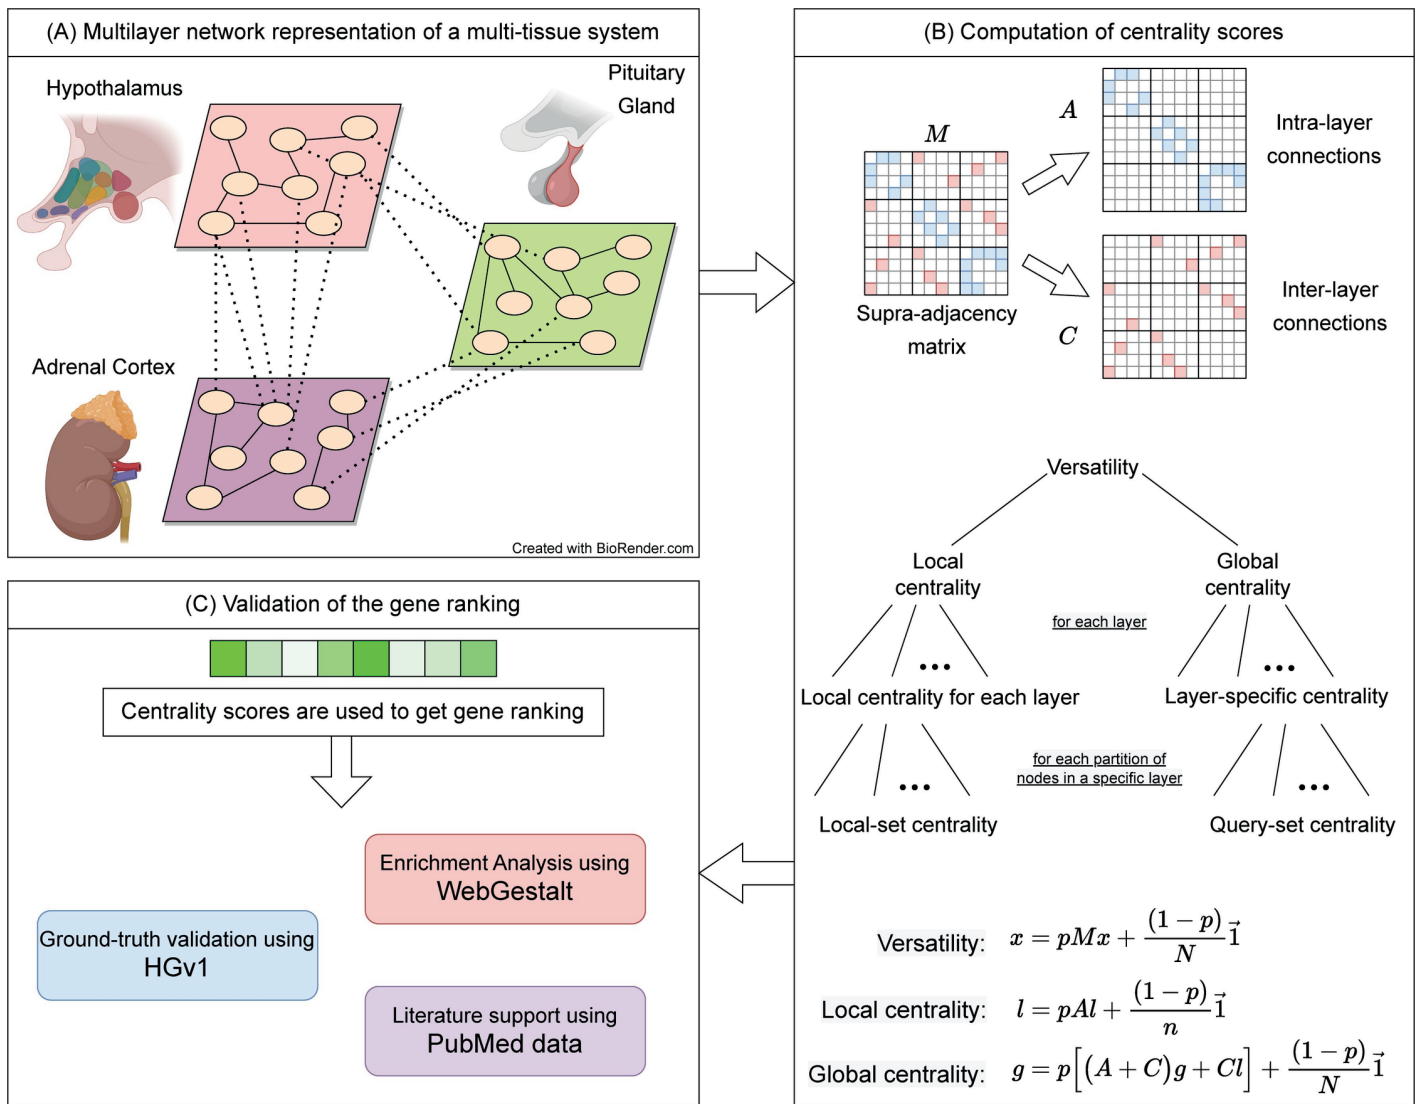 (A) Multilayer network representation of a multi-tissue system
Hypothalamus
Pituitary
Gland
Adrenal Cortex
Created with BioRender.com
(B) Computation of centrality scores
M
Supra-adjacency
matrix
A
Intra-layer
connections
C
Inter-layer
connections
Versatility
Local
centrality
Global
centrality
for each layer
...
...
Local centrality for each layer
Layer-specific centrality
for each partition of
nodes in a specific layer
...
...
Local-set centrality
Query-set centrality
Versatility: x = pMx + (1 − p)/N 1⃗
Local centrality: l = pAl + (1 − p)/n 1⃗
Global centrality: g = p[(A + C)g + Cl] + (1 − p)/N 1⃗
(C) Validation of the gene ranking
Centrality scores are used to get gene ranking
Enrichment Analysis using
WebGestalt
Ground-truth validation using
HGv1
Literature support using
PubMed data